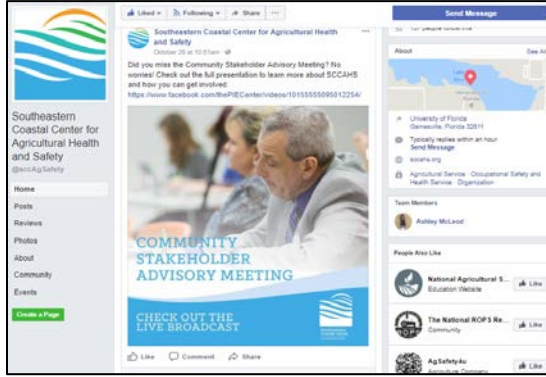 Liked
Following
Share
Send Message
Southeastern
Coastal Center for
Agricultural Health
and Safety
@sccAgSafety
Home
Posts
Reviews
Photos
About
Community
Events
Create a Page
Southeastern Coastal Center for Agricultural Health
and Safety
October 26 at 10:01am
Did you miss the Community Stakeholder Advisory Meeting? No
worries! Check out the full presentation to learn more about SCCAHS
and how you can get involved:
COMMUNITY
STAKEHOLDER
ADVISORY MEETING
CHECK OUT THE
LIVE BROADCAST
Like
Comment
Share
About
See All
University of Florida
Gainesville, Florida 32611
Typically replies within an hour
Send Message
sccahs.org
Agricultural Service · Occupational Safety and
Health Service · Organization
Team Members
Ashley McLeod
People Also Like
National Agricultural S...
Education Website
Like
The National ROPS Re...
Community
Like
AgSafety4u
Agriculture Company
Like